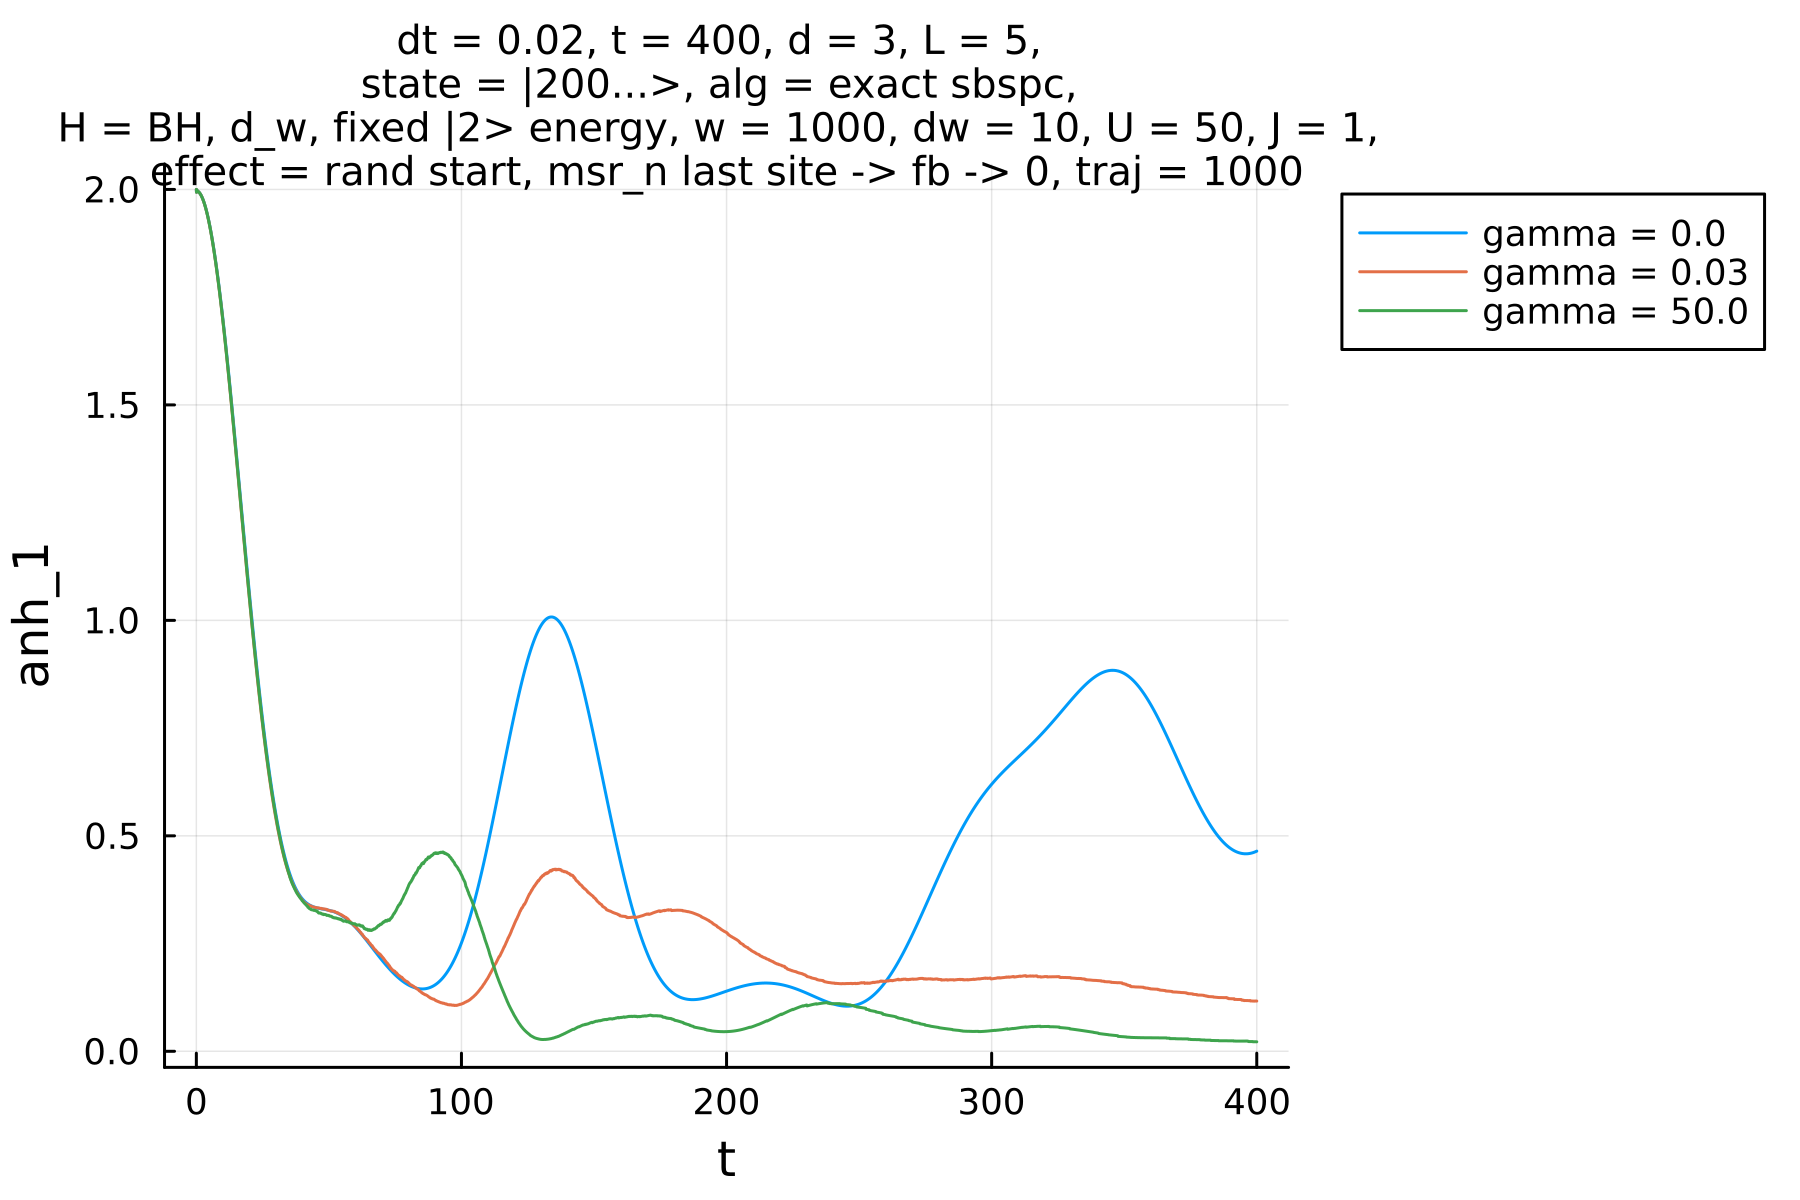 dt = 0.02, t = 400, d = 3, L = 5,
state = |200...>, alg = exact sbspc,
H = BH, d_w, fixed |2> energy, w = 1000, dw = 10, U = 50, J = 1,
effect = rand start, msr_n last site -> fb -> 0, traj = 1000
2.0
1.5
1.0
0.5
0.0
anh_1
0 100 200 300 400
t
gamma = 0.0
gamma = 0.03
gamma = 50.0